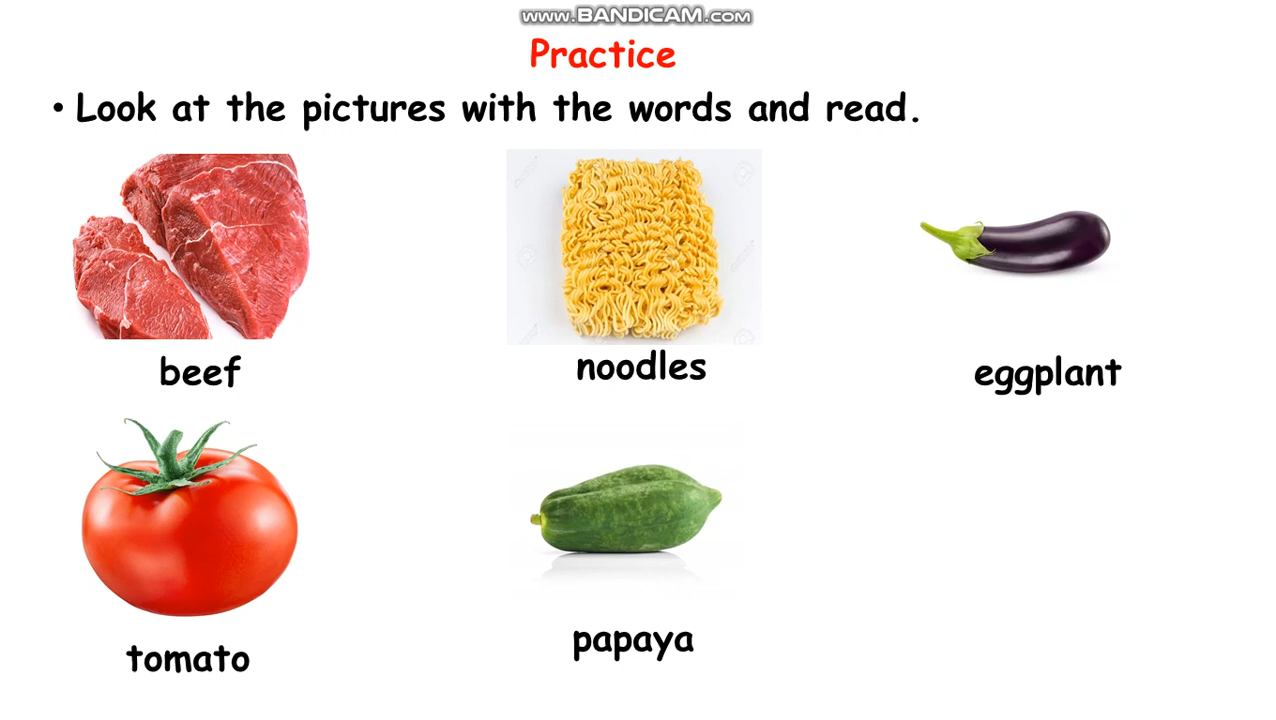 www.BANDICAM.com
Practice
• Look at the pictures with the words and read.
beef
noodles
eggplant
tomato
papaya